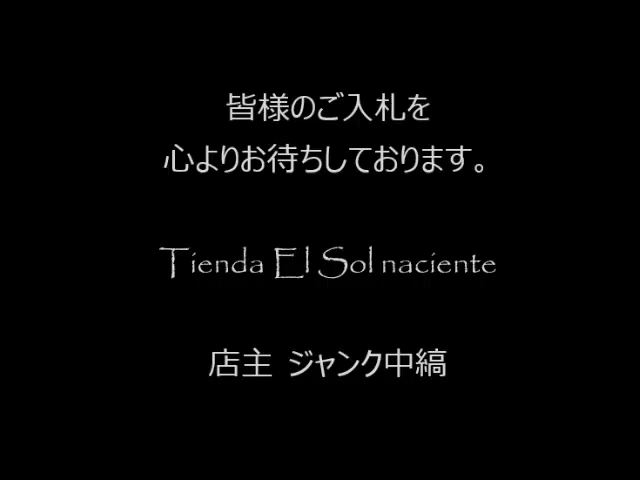 皆様のご入札を
心よりお待ちしております。
Tienda El Sol naciente
店主 ジャンク中縞